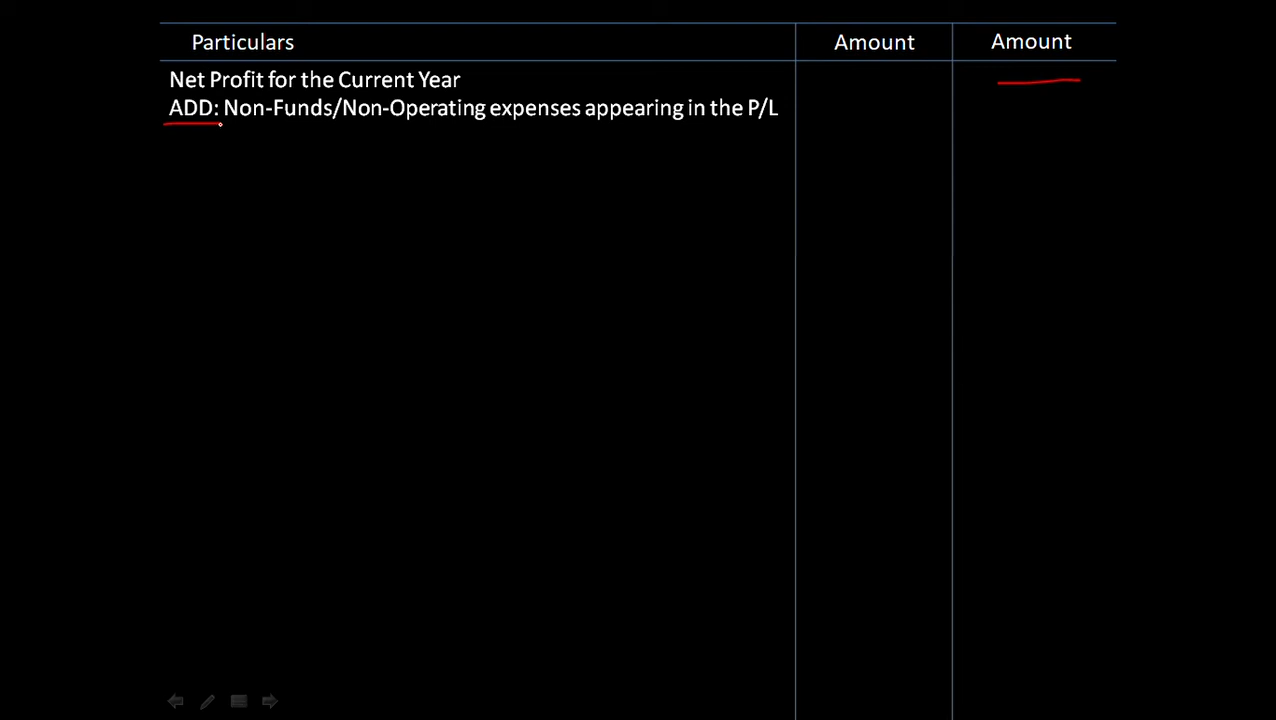 Particulars Amount Amount
Net Profit for the Current Year
ADD: Non-Funds/Non-Operating expenses appearing in the P/L